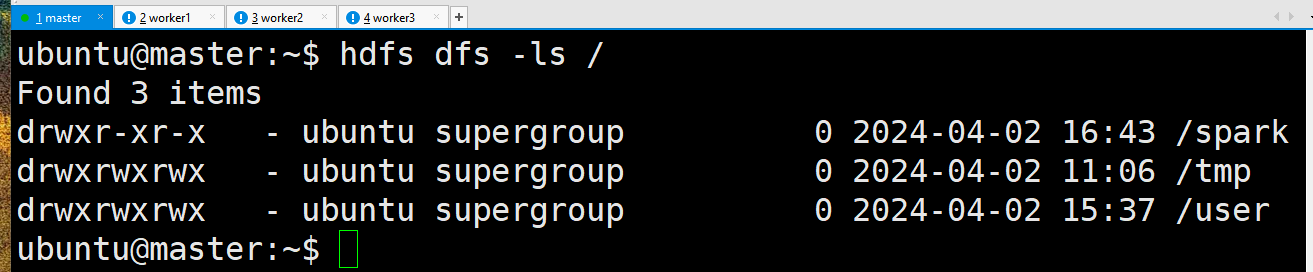 1 master × 2 worker1 × 3 worker2 × 4 worker3 × +
ubuntu@master:~$ hdfs dfs -ls /
Found 3 items
drwxr-xr-x   - ubuntu supergroup          0 2024-04-02 16:43 /spark
drwxrwxrwx   - ubuntu supergroup          0 2024-04-02 11:06 /tmp
drwxrwxrwx   - ubuntu supergroup          0 2024-04-02 15:37 /user
ubuntu@master:~$